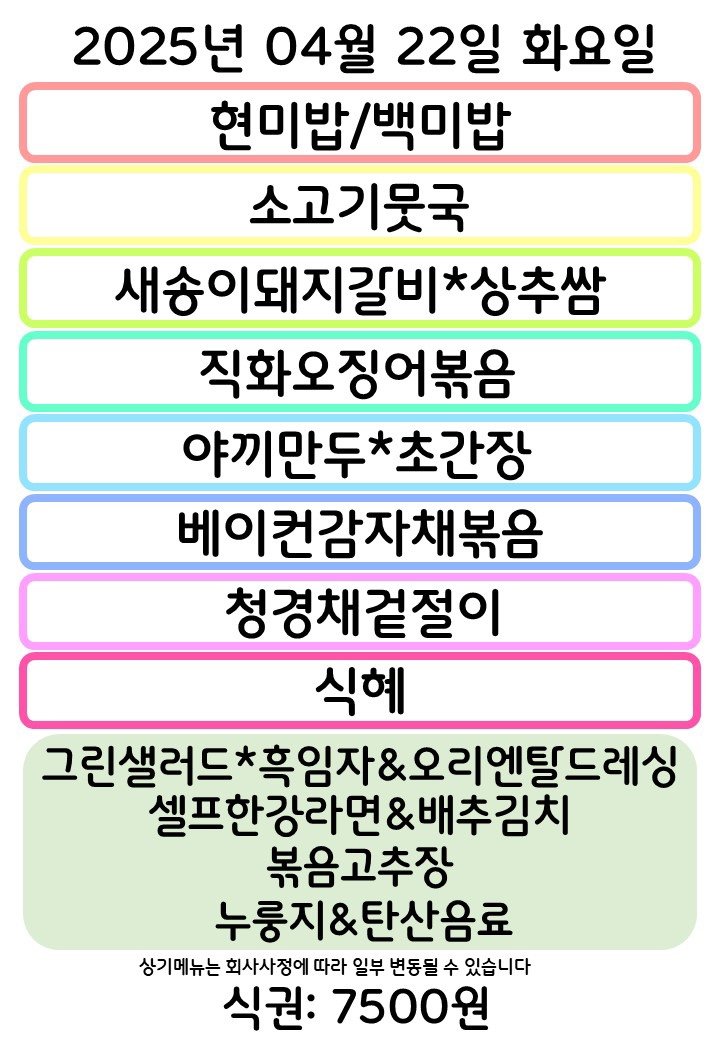 2025년 04월 22일 화요일
현미밥/백미밥
소고기뭇국
새송이돼지갈비*상추쌈
직화오징어볶음
야끼만두*초간장
베이컨감자채볶음
청경채겉절이
식혜
그린샐러드*흑임자&오리엔탈드레싱
셀프한강라면&배추김치
볶음고추장
누룽지&탄산음료
상기메뉴는 회사사정에 따라 일부 변동될 수 있습니다
식권: 7500원